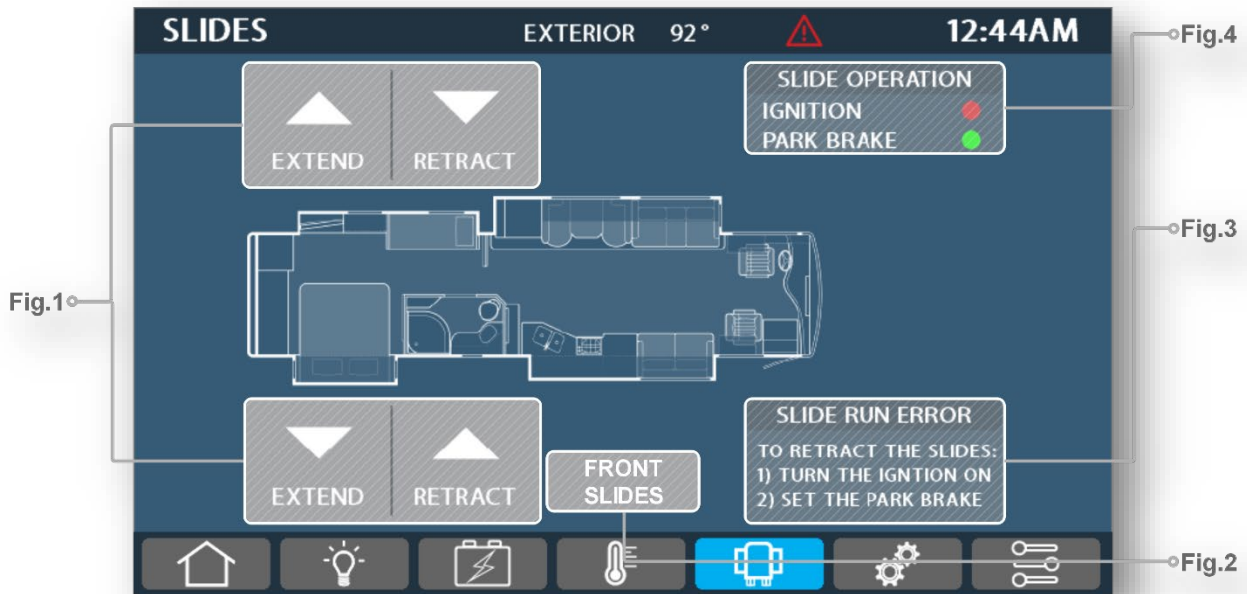 SLIDES EXTERIOR 92° 12:44AM
Fig.4
EXTEND RETRACT
SLIDE OPERATION
IGNITION
PARK BRAKE
Fig.3
Fig.1
EXTEND RETRACT
FRONT
SLIDES
SLIDE RUN ERROR
TO RETRACT THE SLIDES:
1) TURN THE IGNTION ON
2) SET THE PARK BRAKE
Fig.2